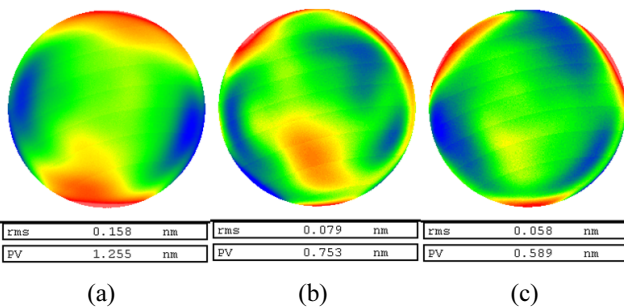 rms 0.158 nm
PV 1.255 nm
rms 0.079 nm
PV 0.753 nm
rms 0.058 nm
PV 0.589 nm
(a)
(b)
(c)